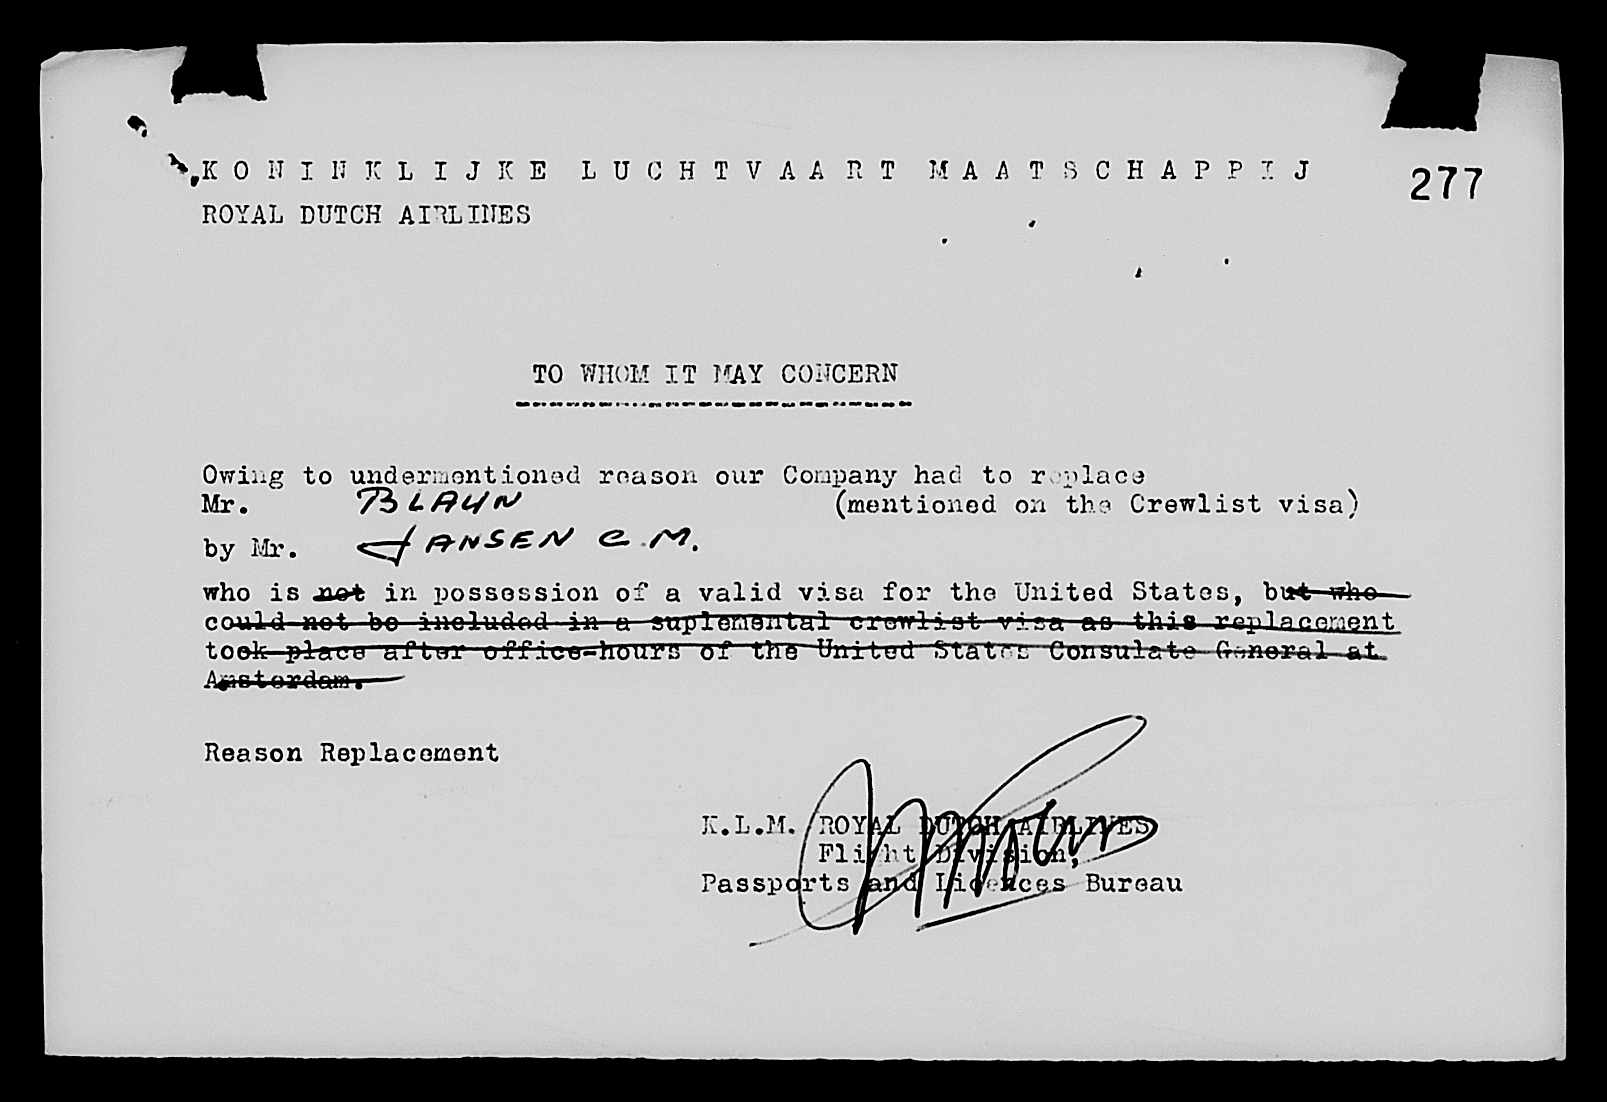 KONINKLIJKE LUCHTVAART MAATSCHAPPIJ
277
ROYAL DUTCH AIRLINES
TO WHOM IT MAY CONCERN
Owing to undermentioned reason our Company had to replace
Mr. BLAUN (mentioned on the Crewlist visa)
by Mr. JANSEN C.M.
who is not in possession of a valid visa for the United States, but who
could not be included in a suplemental crewlist visa as this replacement
took place after office-hours of the United States Consulate General at
Amsterdam.
Reason Replacement
K.L.M. ROYAL DUTCH AIRLINES
Flight Division,
Passports and Licences Bureau